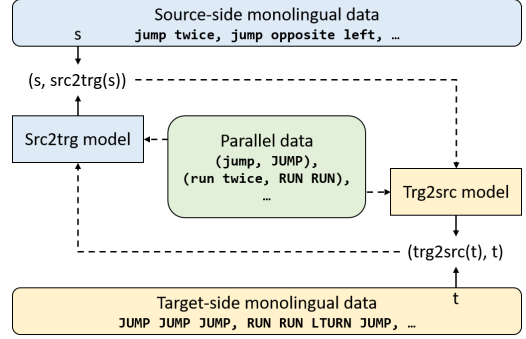 Source-side monolingual data
s
jump twice, jump opposite left, …
(s, src2trg(s))
Src2trg model
Parallel data
(jump, JUMP),
(run twice, RUN RUN),
…
Trg2src model
(trg2src(t), t)
t
Target-side monolingual data
JUMP JUMP JUMP, RUN RUN LTURN JUMP, …